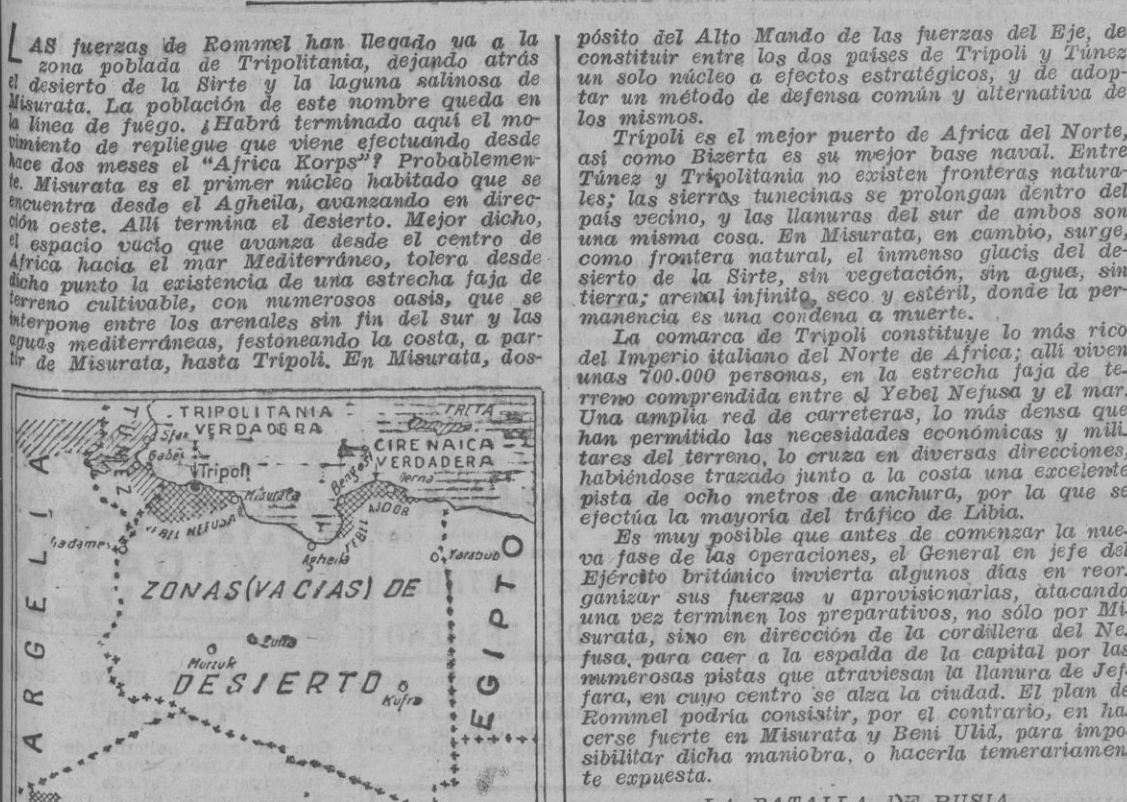 LAS fuerzas de Rommel han llegado ya a la
zona poblada de Tripolitania, dejando atrás
el desierto de la Sirte y la laguna salinosa de
Misurata. La población de este nombre queda en
la línea de fuego. ¿Habrá terminado aquí el mo-
vimiento de repliegue que viene efectuando desde
hace dos meses el "Africa Korps"? Probablemen-
te. Misurata es el primer núcleo habitado que se
encuentra desde el Agheila, avanzando en direc-
ción oeste. Allí termina el desierto. Mejor dicho,
el espacio vacío que avanza desde el centro de
Africa hacia el mar Mediterráneo, tolera desde
dicho punto la existencia de una estrecha faja de
terreno cultivable, con numerosos oasis, que se
interpone entre los arenales sin fin del sur y las
aguas mediterráneas, festoneando la costa, a par-
tir de Misurata, hasta Trípoli. En Misurata, dos-
TRIPOLITANIA
VERDADERA
CRETA
CIRENAICA
VERDADERA
TUNEZ
Sfax
Gabes
Tripoli
Misurata
Bengasi
Derna
YEBEL NEFUSA
YEBEL AJDOR
Gadames
Agheila
Yarabub
ZONAS (VACIAS) DE
DESIERTO
Zuila
Murzuk
Kufra
ARGELIA
EGIPTO
pósito del Alto Mando de las fuerzas del Eje, de
constituir entre los dos países de Trípoli y Túnez
un solo núcleo a efectos estratégicos, y de adop-
tar un método de defensa común y alternativa de
los mismos.
Trípoli es el mejor puerto de Africa del Norte,
así como Bizerta es su mejor base naval. Entre
Túnez y Tripolitania no existen fronteras natura-
les; las sierras tunecinas se prolongan dentro del
país vecino, y las llanuras del sur de ambos son
una misma cosa. En Misurata, en cambio, surge,
como frontera natural, el inmenso glacis del de-
sierto de la Sirte, sin vegetación, sin agua, sin
tierra; arenal infinito, seco y estéril, donde la per-
manencia es una condena a muerte.
La comarca de Trípoli constituye lo más rico
del Imperio italiano del Norte de Africa; allí viven
unas 700.000 personas, en la estrecha faja de te-
rreno comprendida entre el Yebel Nefusa y el mar.
Una amplia red de carreteras, lo más densa que
han permitido las necesidades económicas y mili-
tares del terreno, lo cruza en diversas direcciones,
habiéndose trazado junto a la costa una excelente
pista de ocho metros de anchura, por la que se
efectúa la mayoría del tráfico de Libia.
Es muy posible que antes de comenzar la nue-
va fase de las operaciones, el General en jefe del
Ejército británico invierta algunos días en reor-
ganizar sus fuerzas y aprovisionarlas, atacando
una vez terminen los preparativos, no sólo por Mi-
surata, sino en dirección de la cordillera del Ne-
fusa, para caer a la espalda de la capital por las
numerosas pistas que atraviesan la llanura de Jef-
fara, en cuyo centro se alza la ciudad. El plan de
Rommel podría consistir, por el contrario, en ha-
cerse fuerte en Misurata y Beni Ulid, para impo-
sibilitar dicha maniobra, o hacerla temerariamen-
te expuesta.
LA BATALLA DE RUSIA